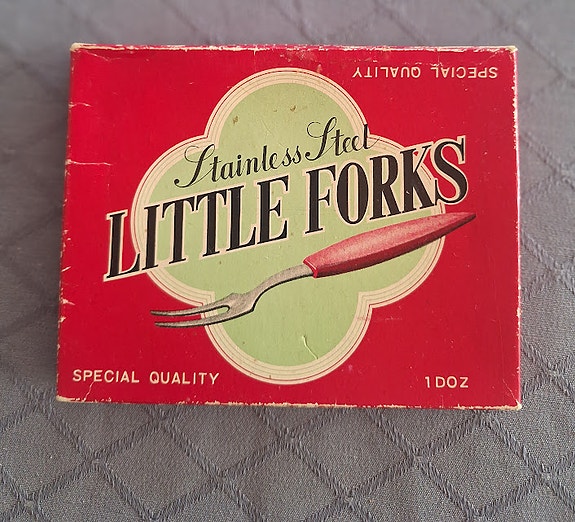 SPECIAL QUALITY
Stainless Steel
LITTLE FORKS
SPECIAL QUALITY
1 DOZ